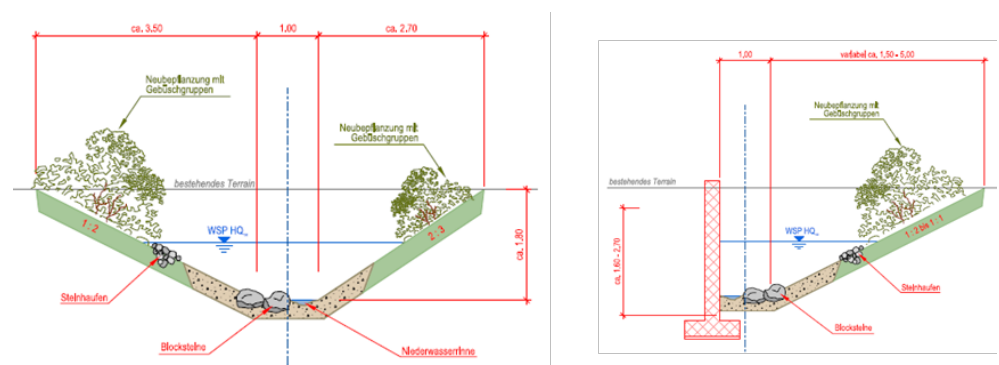 ca. 3.50
1.00
ca. 2.70
Neubepflanzung mit
Gebüschgruppen
Neubepflanzung mit
Gebüschgruppen
bestehendes Terrain
WSP HQ
1 : 2
2 : 3
ca. 1.80
Steinhaufen
Blocksteine
Niederwasserrinne
1,00
variabel ca. 1,50 - 5,00
Neubepflanzung mit
Gebüschgruppen
bestehendes Terrain
WSP HQ
1 : 2 bis 1 : 1
ca. 1,60 - 2,70
Steinhaufen
Blocksteine